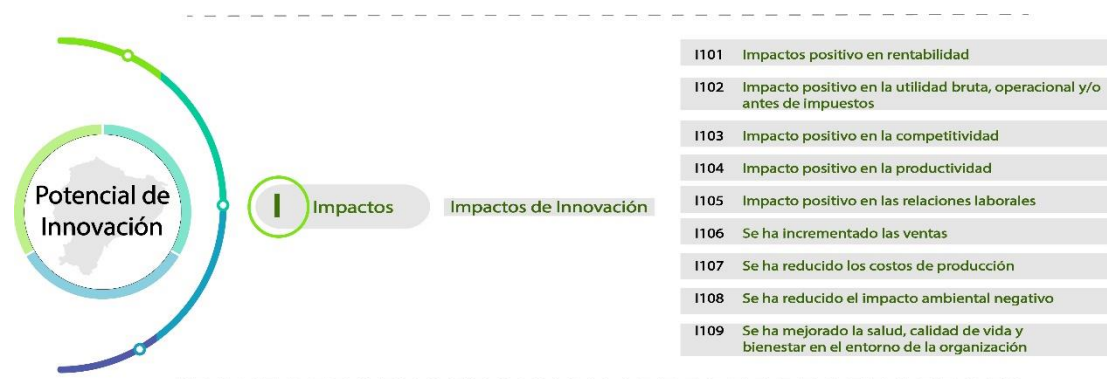 Potencial de
Innovación
I Impactos
Impactos de Innovación
I101 Impactos positivo en rentabilidad
I102 Impacto positivo en la utilidad bruta, operacional y/o
antes de impuestos
I103 Impacto positivo en la competitividad
I104 Impacto positivo en la productividad
I105 Impacto positivo en las relaciones laborales
I106 Se ha incrementado las ventas
I107 Se ha reducido los costos de producción
I108 Se ha reducido el impacto ambiental negativo
I109 Se ha mejorado la salud, calidad de vida y
bienestar en el entorno de la organización